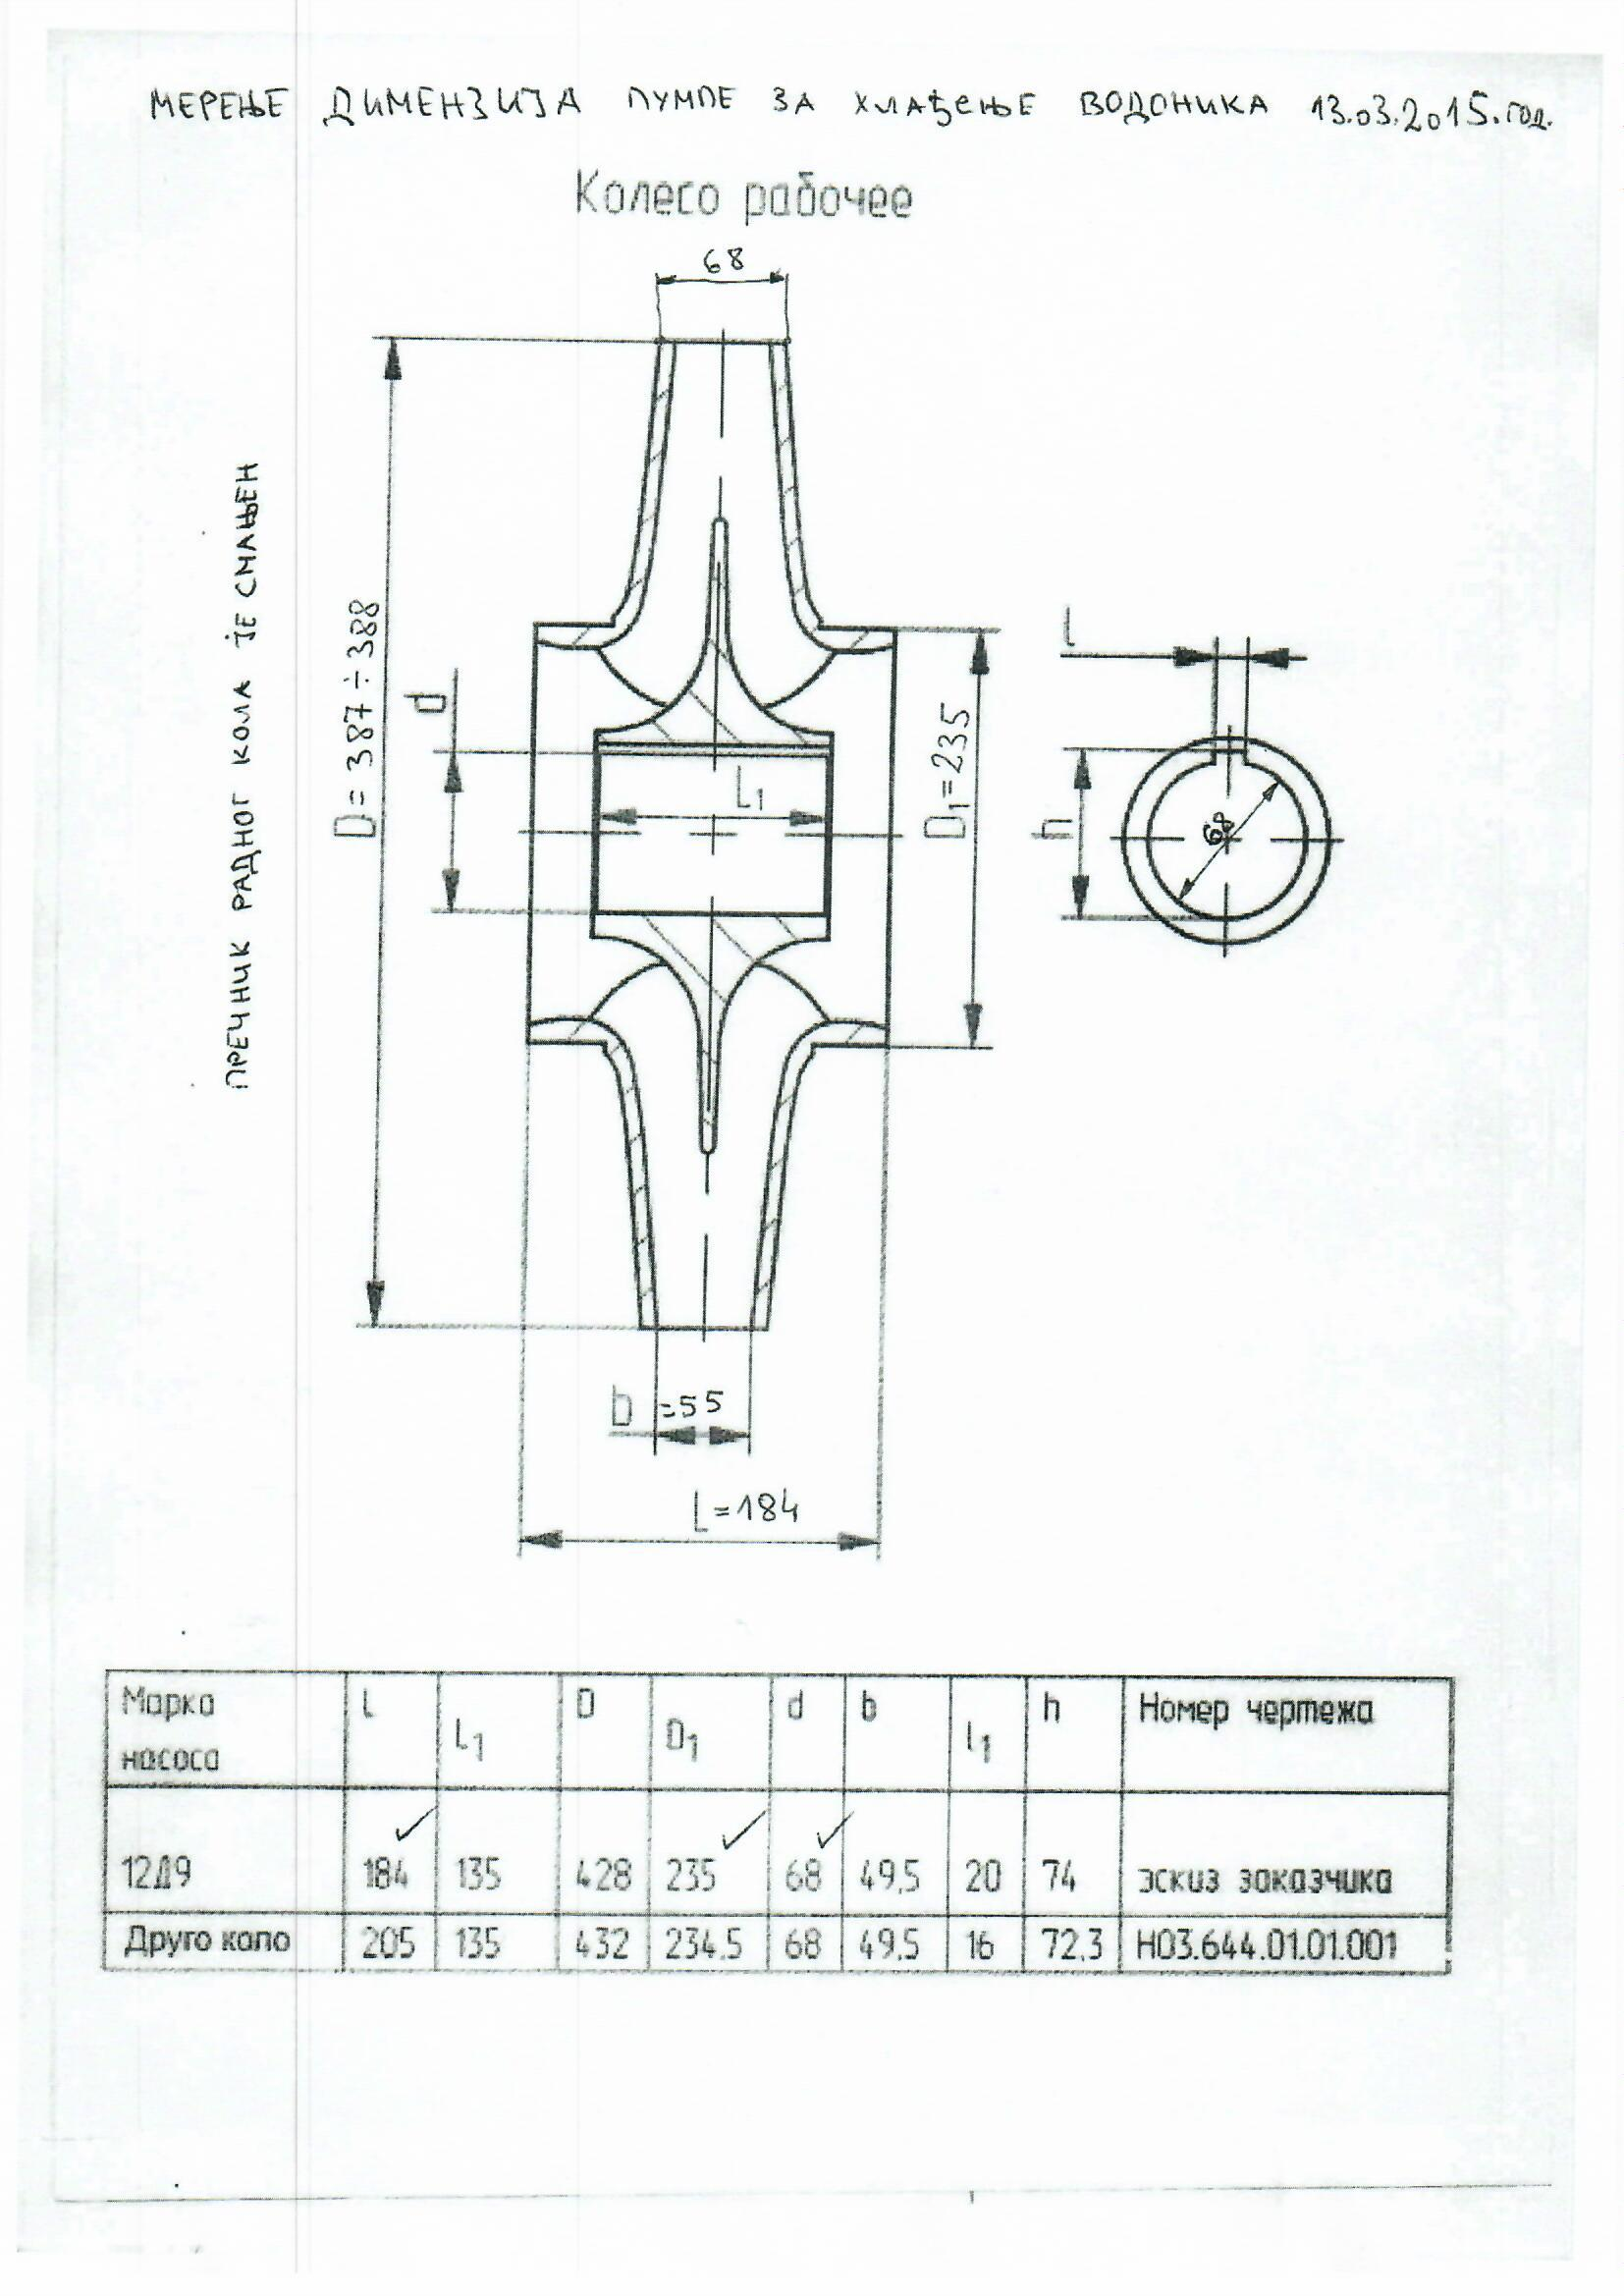 МЕРЕЊЕ ДИМЕНЗИЈА ПУМПЕ ЗА ХЛАЂЕЊЕ ВОДОНИКА 13.03.2015.год.
Колесо рабочее
68
ПРЕЧНИК РАДНОГ КОЛА ЈЕ СМАЊЕН
D=387÷388
d
L1
D1=235
l
h
68
b=55
L=184
Марка насоса L L1 D D1 d b l1 h Номер чертежа
12Д9 184 135 428 235 68 49,5 20 74 эскиз заказчика
Друго коло 205 135 432 234.5 68 49,5 16 72,3 Н03.644.01.01.001